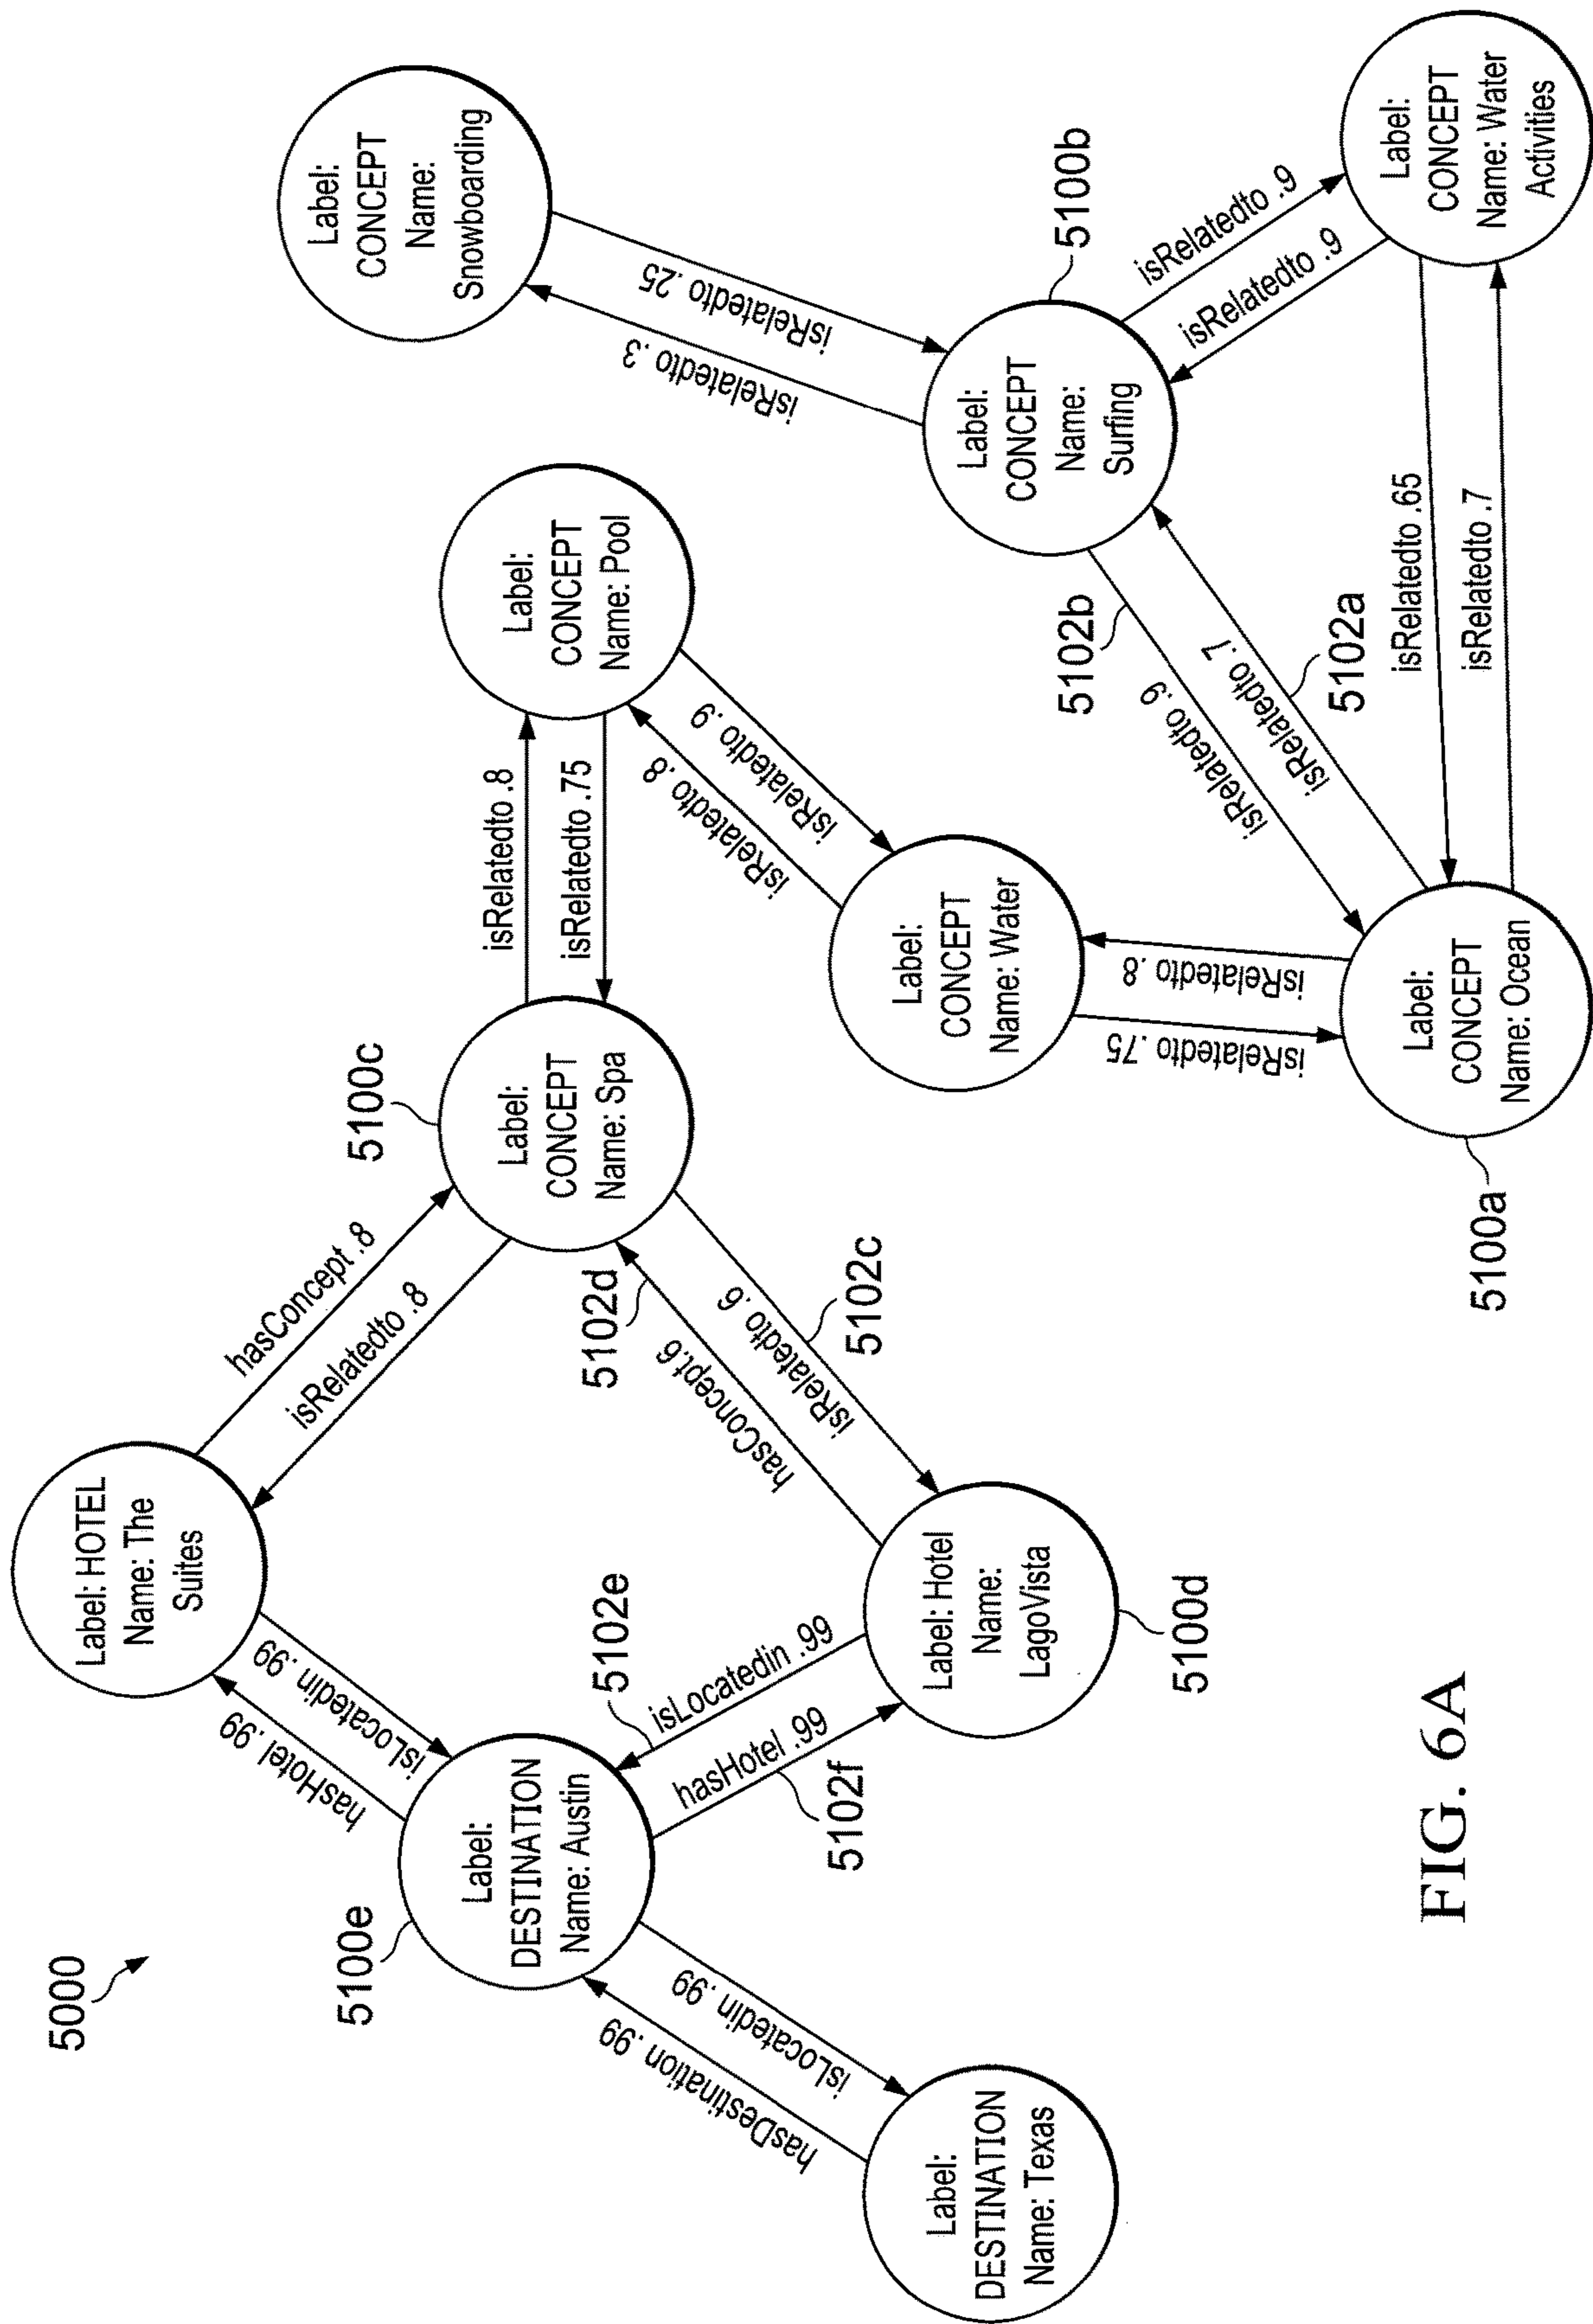 5000
Label: HOTEL
Name: The
Suites
hasConcept .8
isRelatedto .8
hasHotel .99
isLocatedin .99
5100e
Label:
DESTINATION
Name: Austin
hasDestination .99
isLocatedin .99
Label:
DESTINATION
Name: Texas
isLocatedin .99
5102e
hasHotel .99
5102f
Label: Hotel
Name:
LagoVista
5100d
hasConcept.6
5102d
isRelatedto .6
5102c
5100c
Label:
CONCEPT
Name: Spa
isRelatedto .8
isRelatedto .75
Label:
CONCEPT
Name: Pool
isRelatedto .9
isRelatedto .8
Label:
CONCEPT
Name: Water
isRelatedto .8
isRelatedto .75
Label:
CONCEPT
Name: Ocean
5100a
5102b
isRelatedto .9
isRelatedto .7
5102a
Label:
CONCEPT
Name:
Surfing
5100b
isRelatedto .3
isRelatedto .25
Label:
CONCEPT
Name:
Snowboarding
isRelatedto .9
isRelatedto .9
Label:
CONCEPT
Name: Water
Activities
isRelatedto .65
isRelatedto .7
FIG. 6A